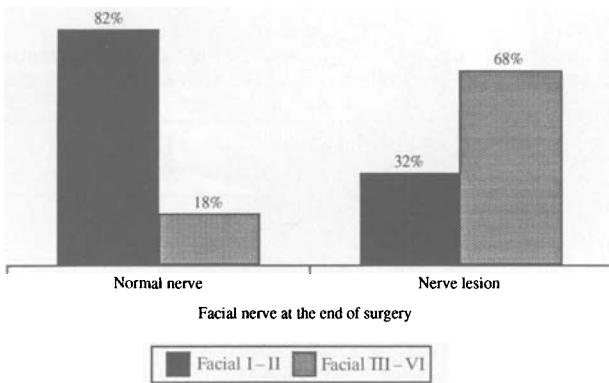 82%
68%
32%
18%
Normal nerve Nerve lesion
Facial nerve at the end of surgery
Facial I–II Facial III–VI